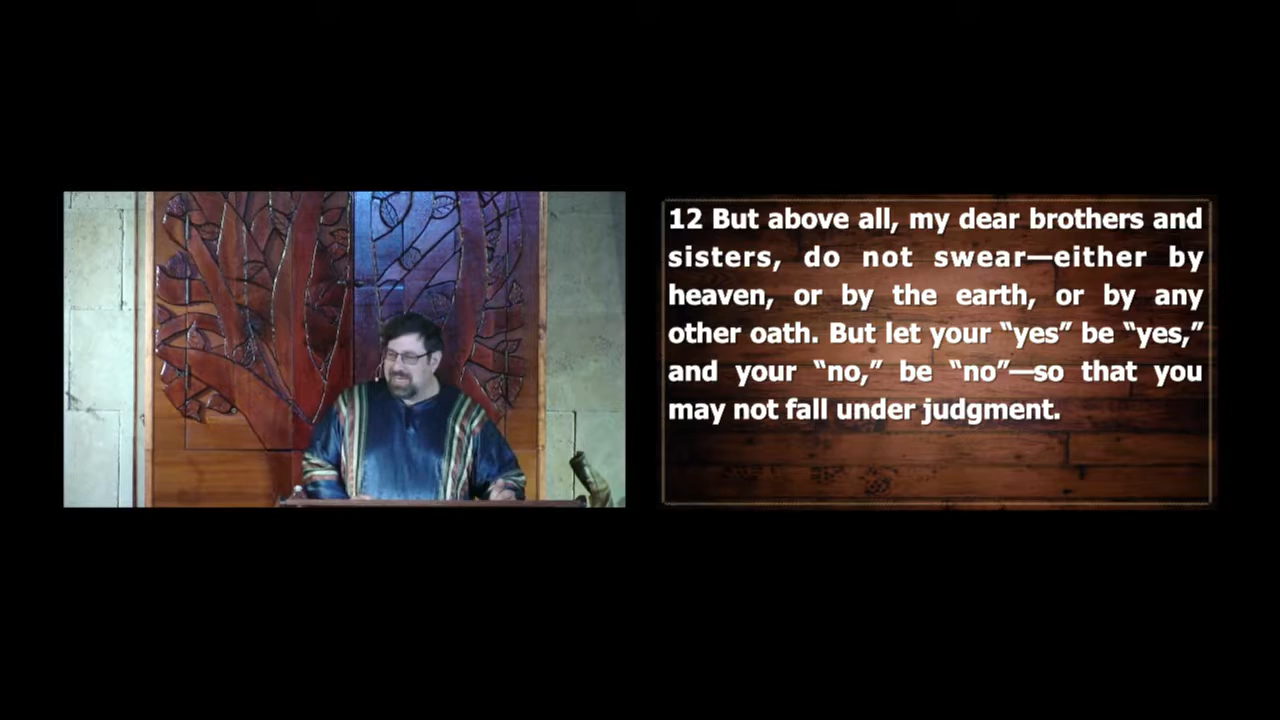 12 But above all, my dear brothers and
sisters, do not swear—either by
heaven, or by the earth, or by any
other oath. But let your “yes” be “yes,”
and your “no,” be “no”—so that you
may not fall under judgment.